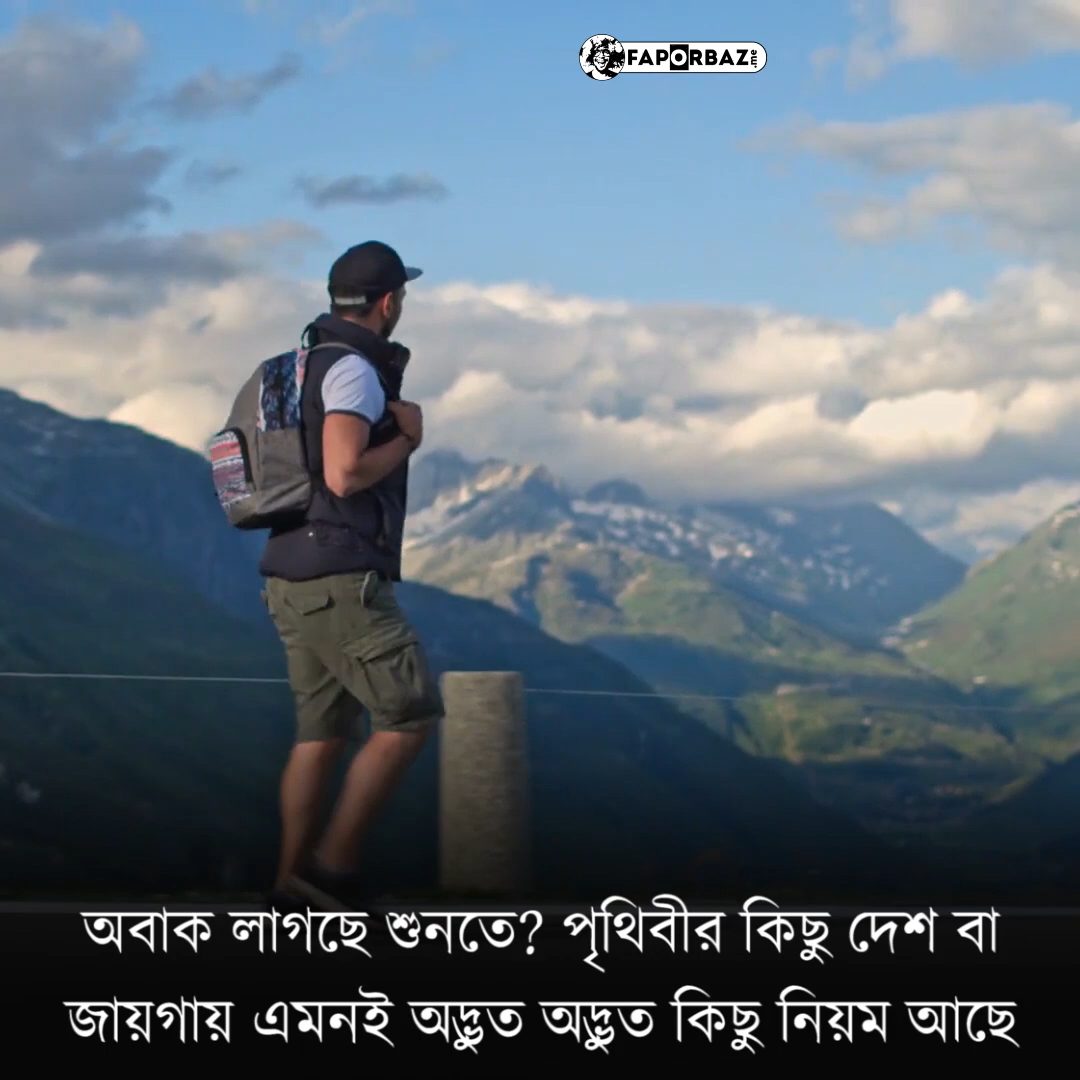 FAPORBAZ.me
অবাক লাগছে শুনতে? পৃথিবীর কিছু দেশ বা
জায়গায় এমনই অদ্ভুত অদ্ভুত কিছু নিয়ম আছে